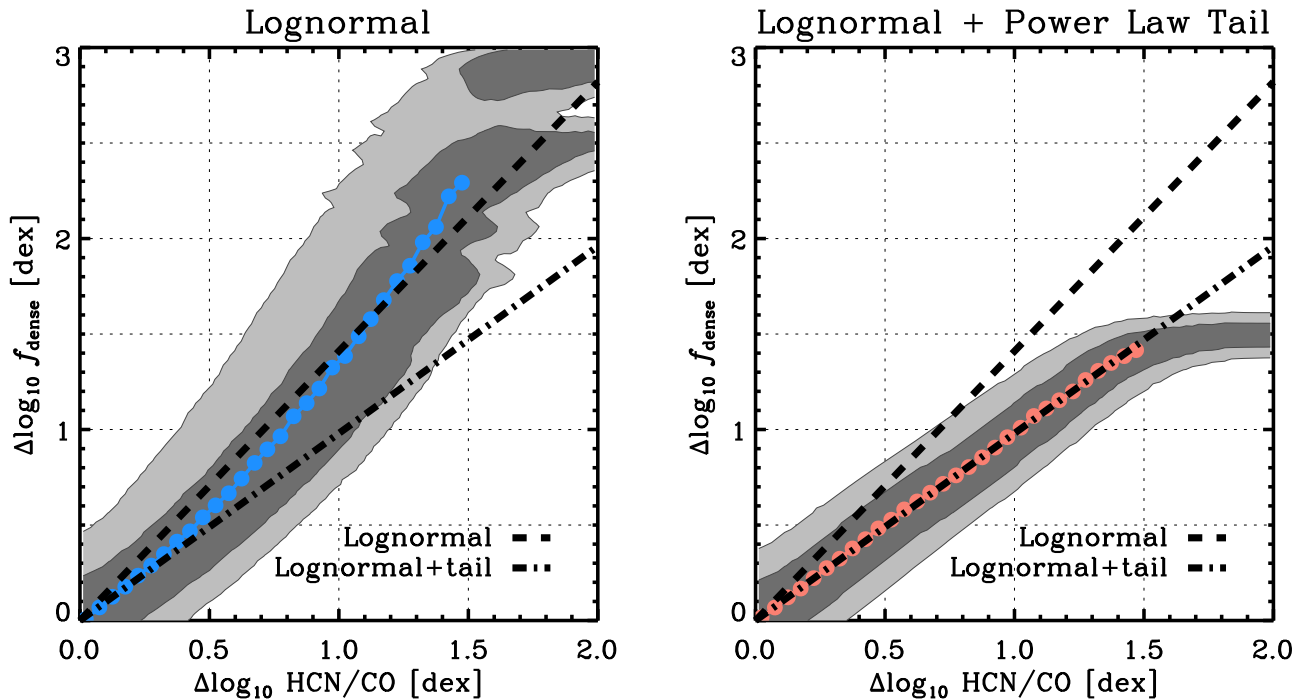 Lognormal
3
2
1
0
Δlog₁₀ f_dense [dex]
Lognormal
Lognormal+tail
0.0 0.5 1.0 1.5 2.0
Δlog₁₀ HCN/CO [dex]
Lognormal + Power Law Tail
3
2
1
0
Δlog₁₀ f_dense [dex]
Lognormal
Lognormal+tail
0.0 0.5 1.0 1.5 2.0
Δlog₁₀ HCN/CO [dex]